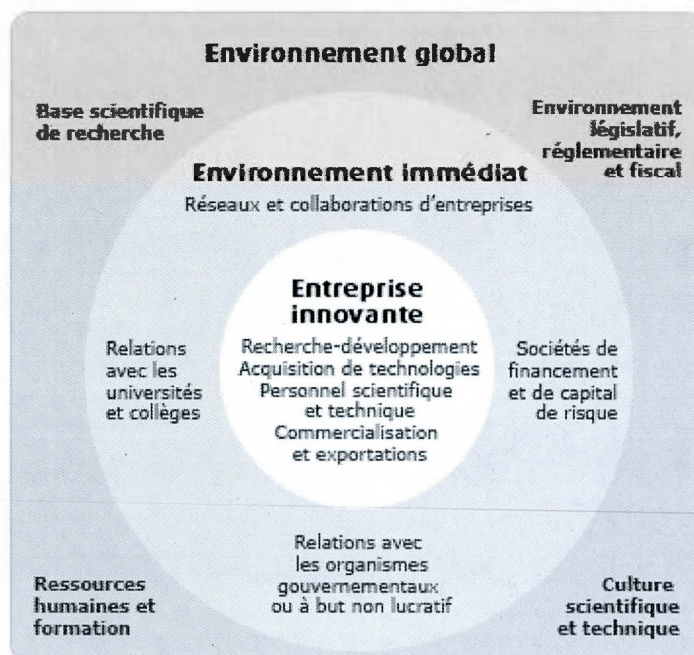 Environnement global
Base scientifique
de recherche
Environnement
législatif,
réglementaire
et fiscal
Environnement immédiat
Réseaux et collaborations d'entreprises
Entreprise
innovante
Recherche-développement
Acquisition de technologies
Personnel scientifique
et technique
Commercialisation
et exportations
Relations
avec les
universités
et collèges
Sociétés de
financement
et de capital
de risque
Relations avec
les organismes
gouvernementaux
ou à but non lucratif
Ressources
humaines et
formation
Culture
scientifique
et technique